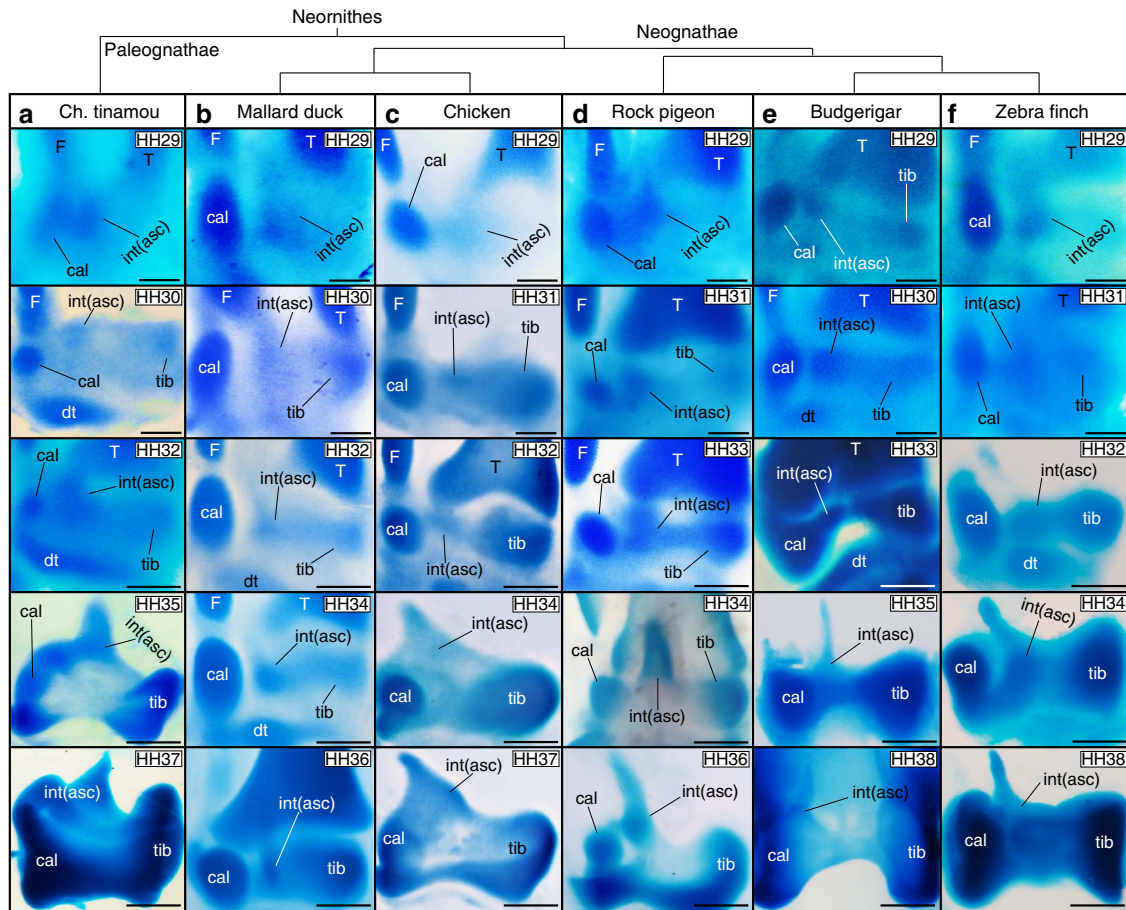 Neornithes
Paleognathae
Neognathae
a Ch. tinamou
b Mallard duck
c Chicken
d Rock pigeon
e Budgerigar
f Zebra finch
F T HH29 cal int(asc)
F T HH29 cal int(asc)
F cal T HH29 int(asc)
F T HH29 cal int(asc)
HH29 tib cal int(asc)
T HH29 cal int(asc)
F int(asc) HH30 cal tib dt
F int(asc) HH30 T cal tib
F HH31 int(asc) tib cal
F T HH31 cal tib int(asc)
F T HH30 int(asc) cal dt tib
int(asc) T HH31 cal tib
T HH32 cal int(asc) dt tib
F HH32 T int(asc) cal tib dt
F T HH32 cal tib int(asc)
F T HH33 cal int(asc) tib
T HH33 int(asc) tib cal dt
HH32 int(asc) cal tib dt
HH35 cal int(asc) tib
F T HH34 int(asc) cal tib dt
HH34 int(asc) cal tib
HH34 cal tib int(asc)
HH35 int(asc) cal tib
HH34 int(asc) cal tib
HH37 int(asc) cal tib
HH36 int(asc) cal tib
HH37 int(asc) cal tib
HH36 cal int(asc) tib
HH38 int(asc) cal tib
HH38 int(asc) cal tib